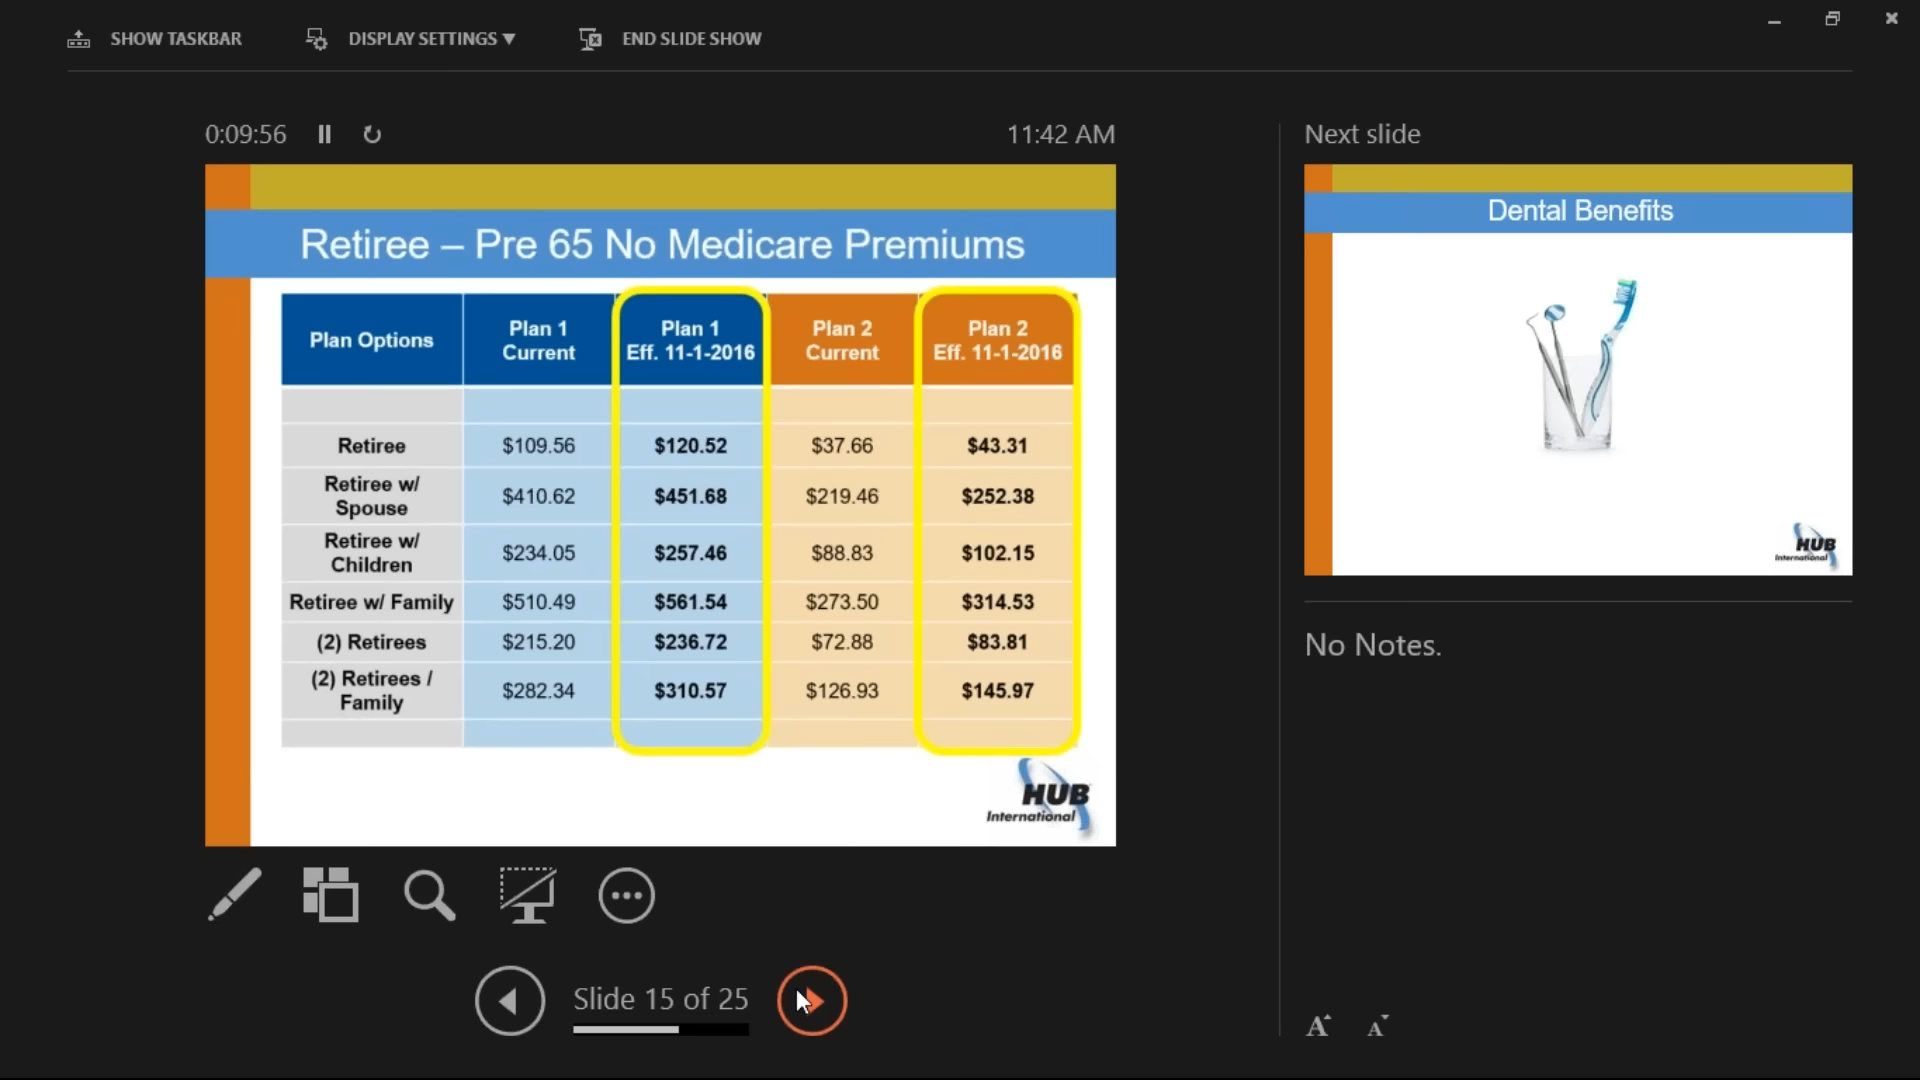 SHOW TASKBAR
DISPLAY SETTINGS ▼
END SLIDE SHOW
0:09:56
11:42 AM
Retiree – Pre 65 No Medicare Premiums
Plan Options
Plan 1
Current
Plan 1
Eff. 11-1-2016
Plan 2
Current
Plan 2
Eff. 11-1-2016
Retiree $109.56 $120.52 $37.66 $43.31
Retiree w/
Spouse $410.62 $451.68 $219.46 $252.38
Retiree w/
Children $234.05 $257.46 $88.83 $102.15
Retiree w/ Family $510.49 $561.54 $273.50 $314.53
(2) Retirees $215.20 $236.72 $72.88 $83.81
(2) Retirees /
Family $282.34 $310.57 $126.93 $145.97
HUB
International
Slide 15 of 25
Next slide
Dental Benefits
HUB
International
No Notes.
A A